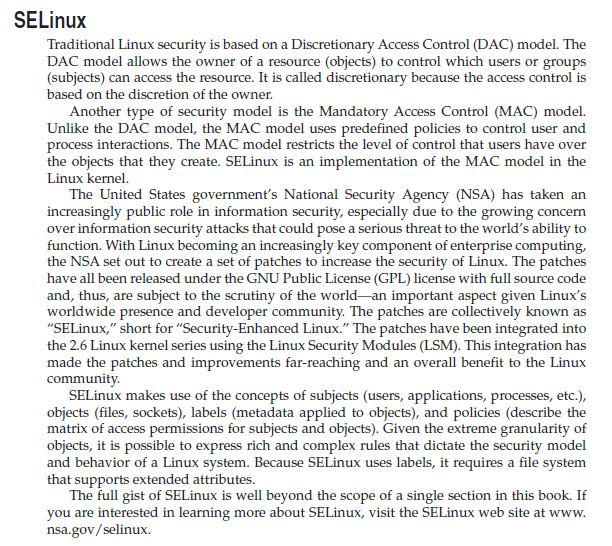 SELinux
Traditional Linux security is based on a Discretionary Access Control (DAC) model. The
DAC model allows the owner of a resource (objects) to control which users or groups
(subjects) can access the resource. It is called discretionary because the access control is
based on the discretion of the owner.
Another type of security model is the Mandatory Access Control (MAC) model.
Unlike the DAC model, the MAC model uses predefined policies to control user and
process interactions. The MAC model restricts the level of control that users have over
the objects that they create. SELinux is an implementation of the MAC model in the
Linux kernel.
The United States government's National Security Agency (NSA) has taken an
increasingly public role in information security, especially due to the growing concern
over information security attacks that could pose a serious threat to the world's ability to
function. With Linux becoming an increasingly key component of enterprise computing,
the NSA set out to create a set of patches to increase the security of Linux. The patches
have all been released under the GNU Public License (GPL) license with full source code
and, thus, are subject to the scrutiny of the world—an important aspect given Linux's
worldwide presence and developer community. The patches are collectively known as
"SELinux," short for "Security-Enhanced Linux." The patches have been integrated into
the 2.6 Linux kernel series using the Linux Security Modules (LSM). This integration has
made the patches and improvements far-reaching and an overall benefit to the Linux
community.
SELinux makes use of the concepts of subjects (users, applications, processes, etc.),
objects (files, sockets), labels (metadata applied to objects), and policies (describe the
matrix of access permissions for subjects and objects). Given the extreme granularity of
objects, it is possible to express rich and complex rules that dictate the security model
and behavior of a Linux system. Because SELinux uses labels, it requires a file system
that supports extended attributes.
The full gist of SELinux is well beyond the scope of a single section in this book. If
you are interested in learning more about SELinux, visit the SELinux web site at www.
nsa.gov/selinux.